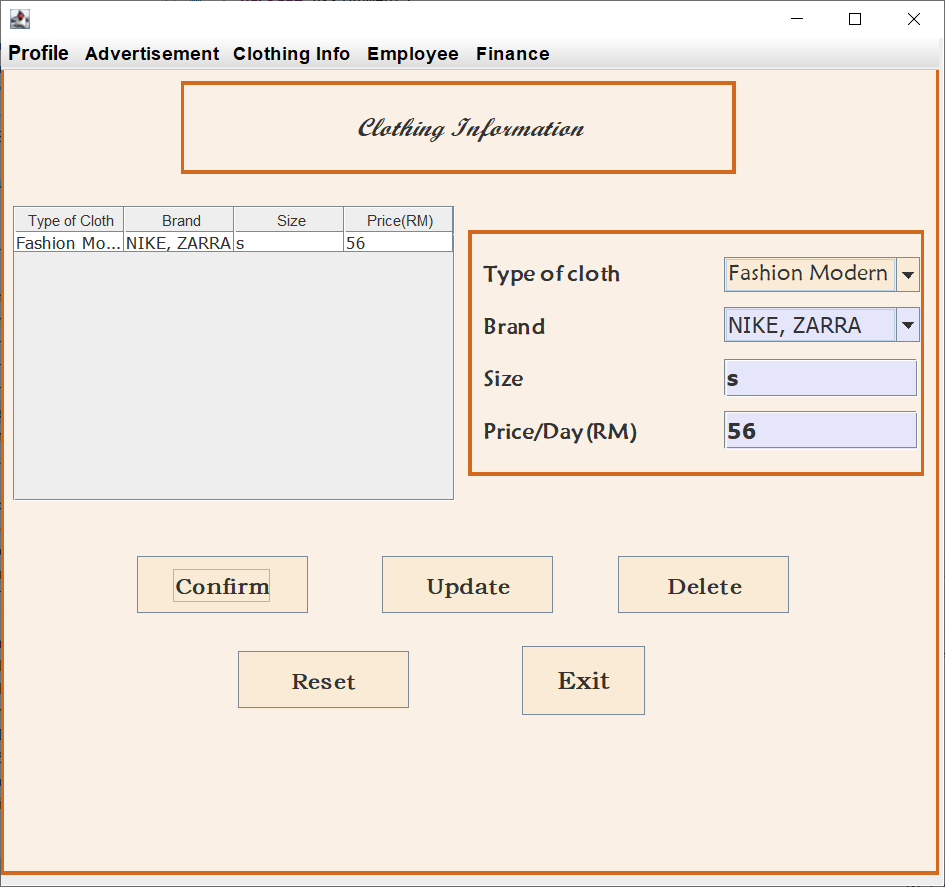 Profile Advertisement Clothing Info Employee Finance
Clothing Information
Type of Cloth Brand Size Price(RM)
Fashion Mo... NIKE, ZARRA s 56
Type of cloth Fashion Modern
Brand NIKE, ZARRA
Size s
Price/Day(RM) 56
Confirm Update Delete
Reset Exit